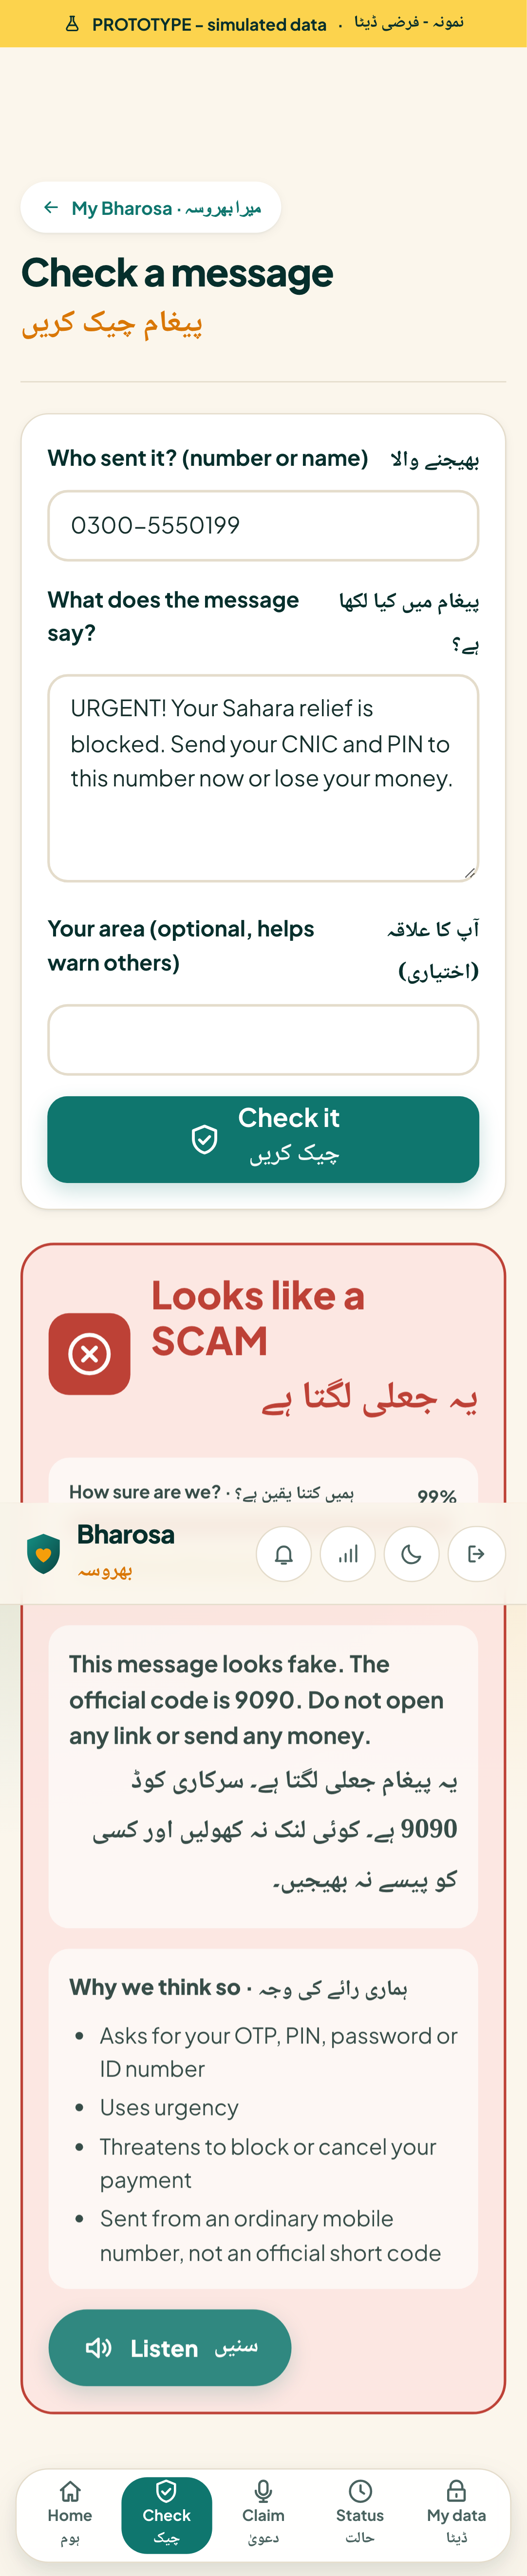 PROTOTYPE – simulated data · نمونہ - فرضی ڈیٹا
← My Bharosa · میرا بھروسہ
Check a message
پیغام چیک کریں
Who sent it? (number or name) بھیجنے والا
0300–5550199
What does the message say?
پیغام میں کیا لکھا ہے؟
URGENT! Your Sahara relief is
blocked. Send your CNIC and PIN to
this number now or lose your money.
Your area (optional, helps warn others)
آپ کا علاقہ (اختیاری)
Check it
چیک کریں
Looks like a
SCAM
یہ جعلی لگتا ہے
How sure are we? · ہمیں کتنا یقین ہے؟ 99%
Bharosa
بھروسہ
This message looks fake. The
official code is 9090. Do not open
any link or send any money.
یہ پیغام جعلی لگتا ہے۔ سرکاری کوڈ
9090 ہے۔ کوئی لنک نہ کھولیں اور کسی
کو پیسے نہ بھیجیں۔
Why we think so · ہماری رائے کی وجہ
• Asks for your OTP, PIN, password or
ID number
• Uses urgency
• Threatens to block or cancel your
payment
• Sent from an ordinary mobile
number, not an official short code
Listen سنیں
Home Check Claim Status My data
ہوم چیک دعویٰ حالت ڈیٹا